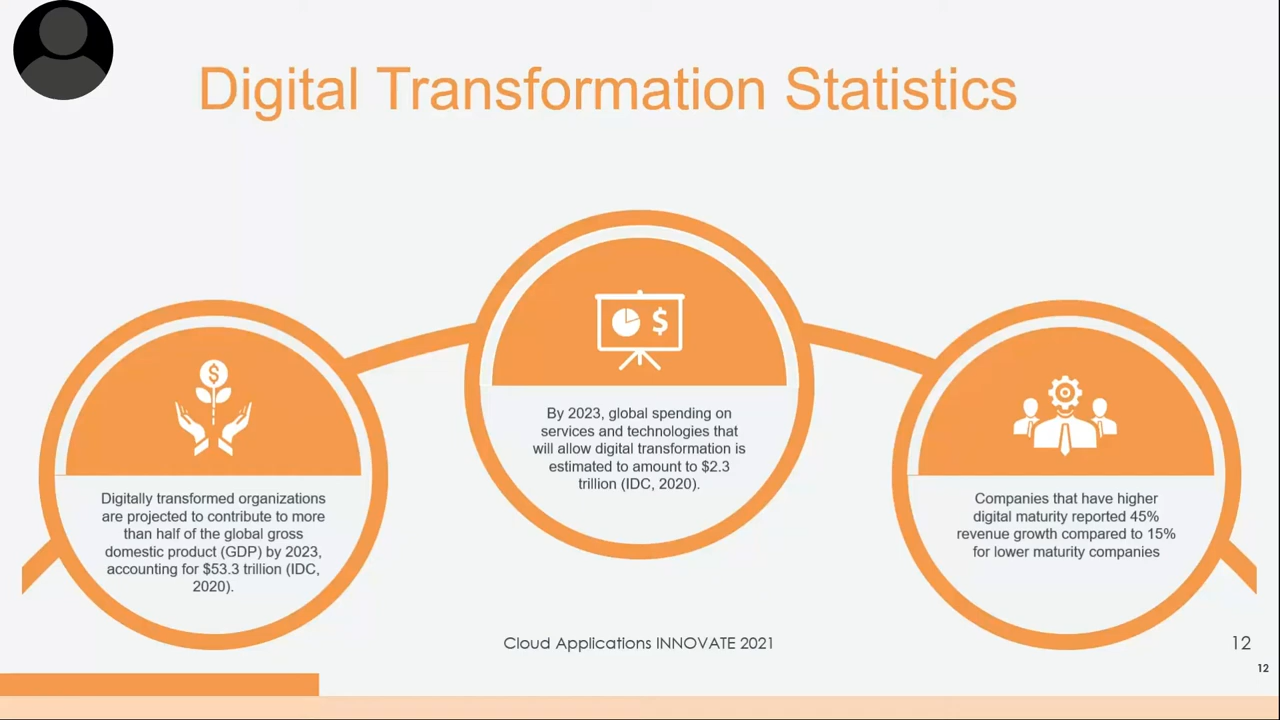 Digital Transformation Statistics
Digitally transformed organizations
are projected to contribute to more
than half of the global gross
domestic product (GDP) by 2023,
accounting for $53.3 trillion (IDC,
2020).
$
$
By 2023, global spending on
services and technologies that
will allow digital transformation is
estimated to amount to $2.3
trillion (IDC, 2020).
Companies that have higher
digital maturity reported 45%
revenue growth compared to 15%
for lower maturity companies
Cloud Applications INNOVATE 2021
12
12